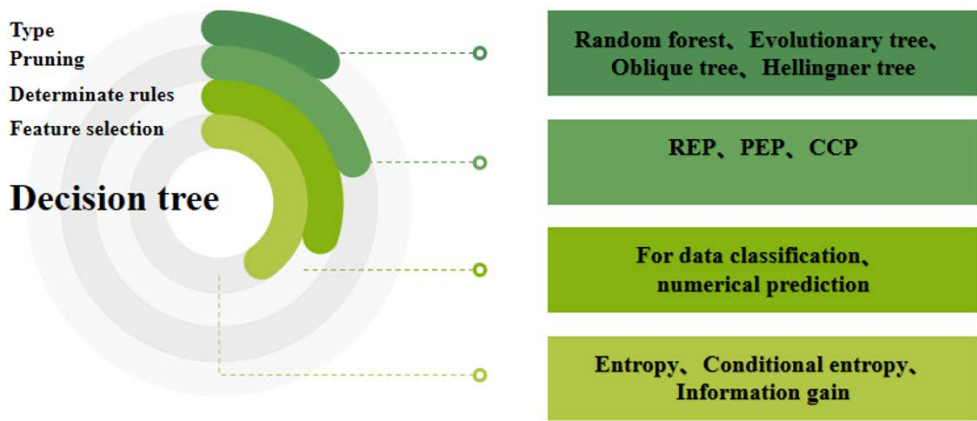 Type
Pruning
Determinate rules
Feature selection
Decision tree
Random forest、Evolutionary tree、
Oblique tree、Hellingner tree
REP、PEP、CCP
For data classification、
numerical prediction
Entropy、Conditional entropy、
Information gain